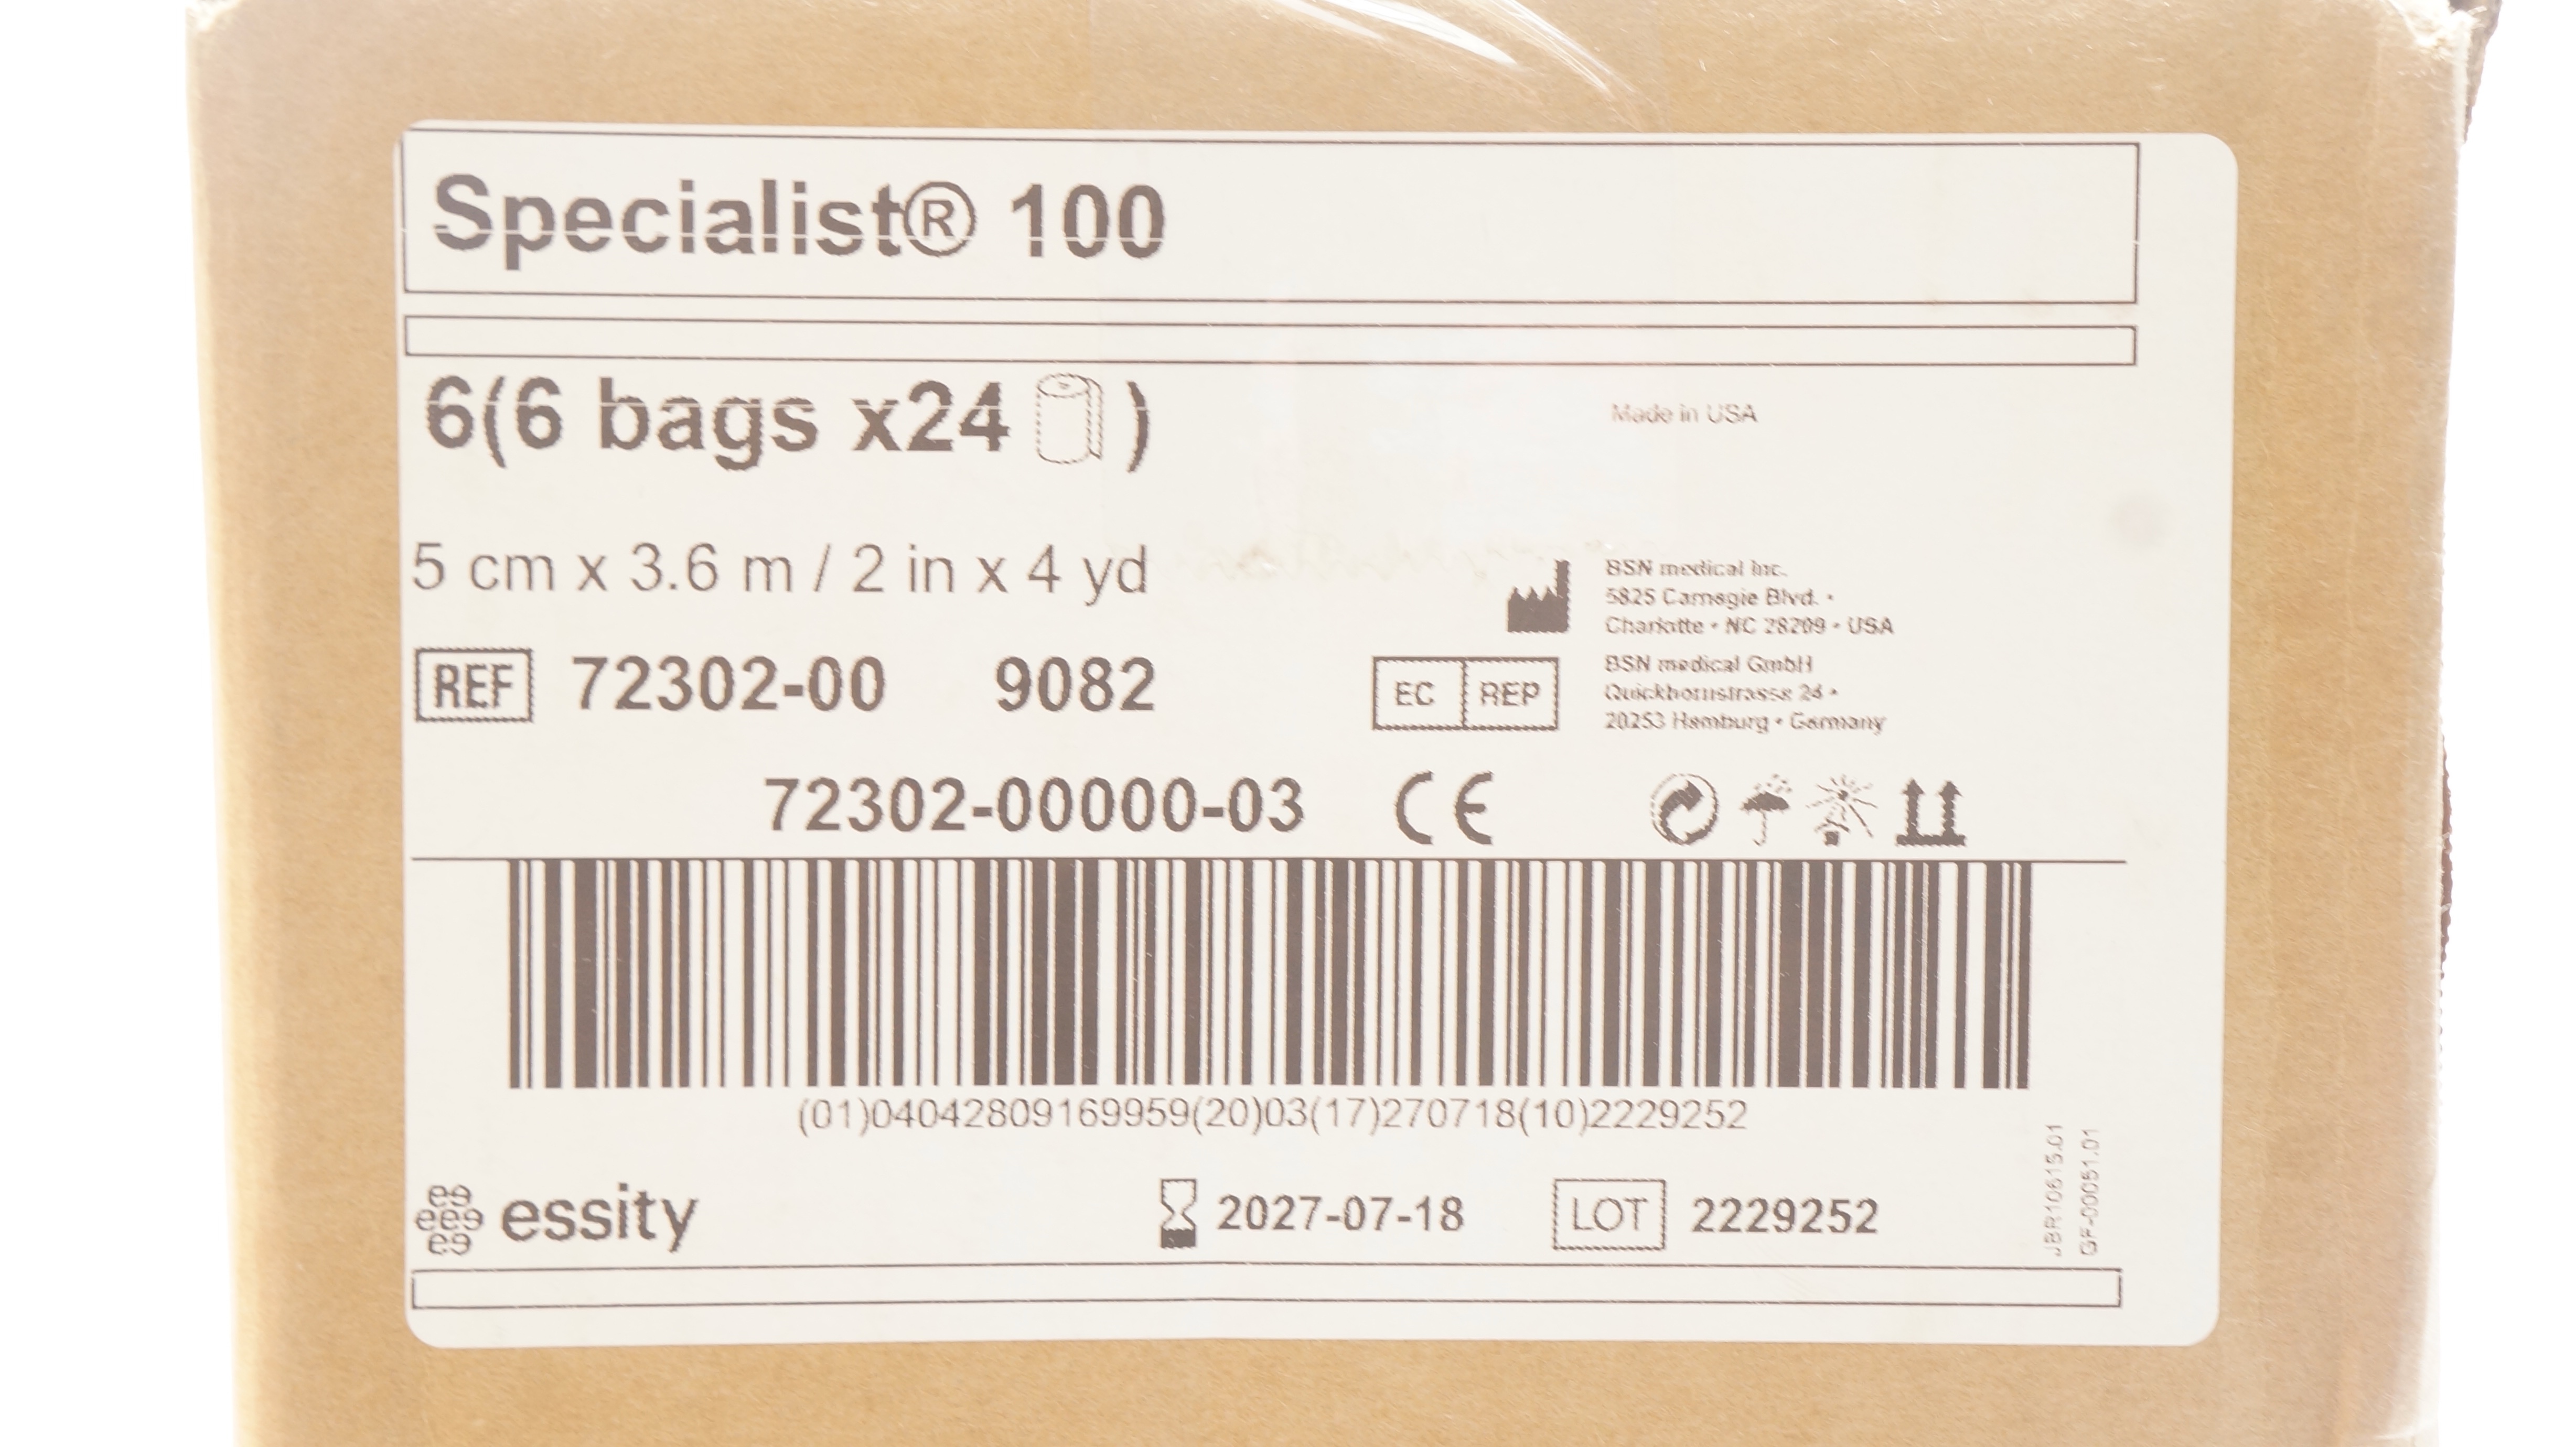 Specialist® 100
6(6 bags x24 )
Made in USA
5 cm x 3.6 m / 2 in x 4 yd
BSN medical Inc.
5825 Carnegie Blvd. •
Charlotte • NC 28209 • USA
REF 72302-00 9082
EC REP
BSN medical GmbH
Quickbornstrasse 24 •
20253 Hamburg • Germany
72302-00000-03 CE
(01)04042809169959(20)03(17)270718(10)2229252
JBR10615.01
GF-00051.01
essity
2027-07-18
LOT 2229252